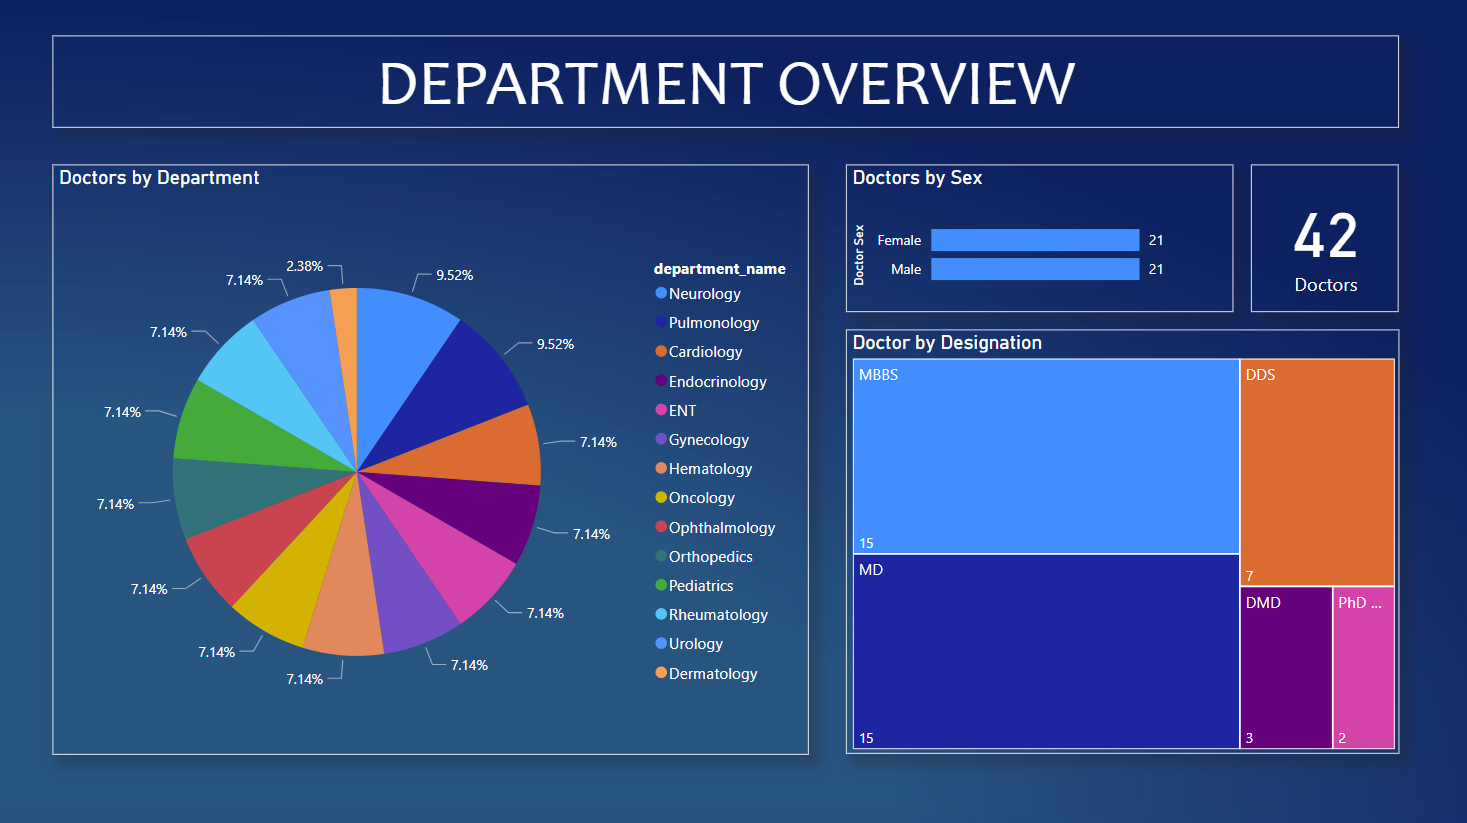 DEPARTMENT OVERVIEW
Doctors by Department
2.38%
9.52%
7.14%
9.52%
7.14%
7.14%
7.14%
7.14%
7.14%
7.14%
7.14%
7.14%
7.14%
7.14%
department_name
Neurology
Pulmonology
Cardiology
Endocrinology
ENT
Gynecology
Hematology
Oncology
Ophthalmology
Orthopedics
Pediatrics
Rheumatology
Urology
Dermatology
Doctors by Sex
Doctor Sex
Female 21
Male 21
42
Doctors
Doctor by Designation
MBBS
15
MD
15
DDS
7
DMD
3
PhD ...
2